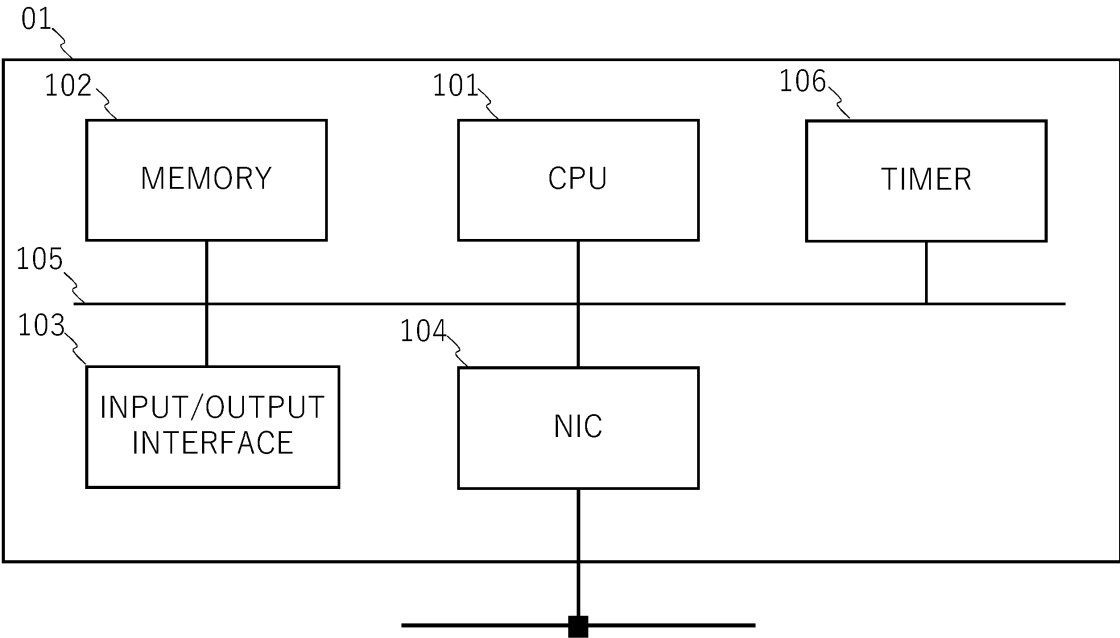 01
102
101
106
MEMORY
CPU
TIMER
105
103
104
INPUT/OUTPUT
INTERFACE
NIC